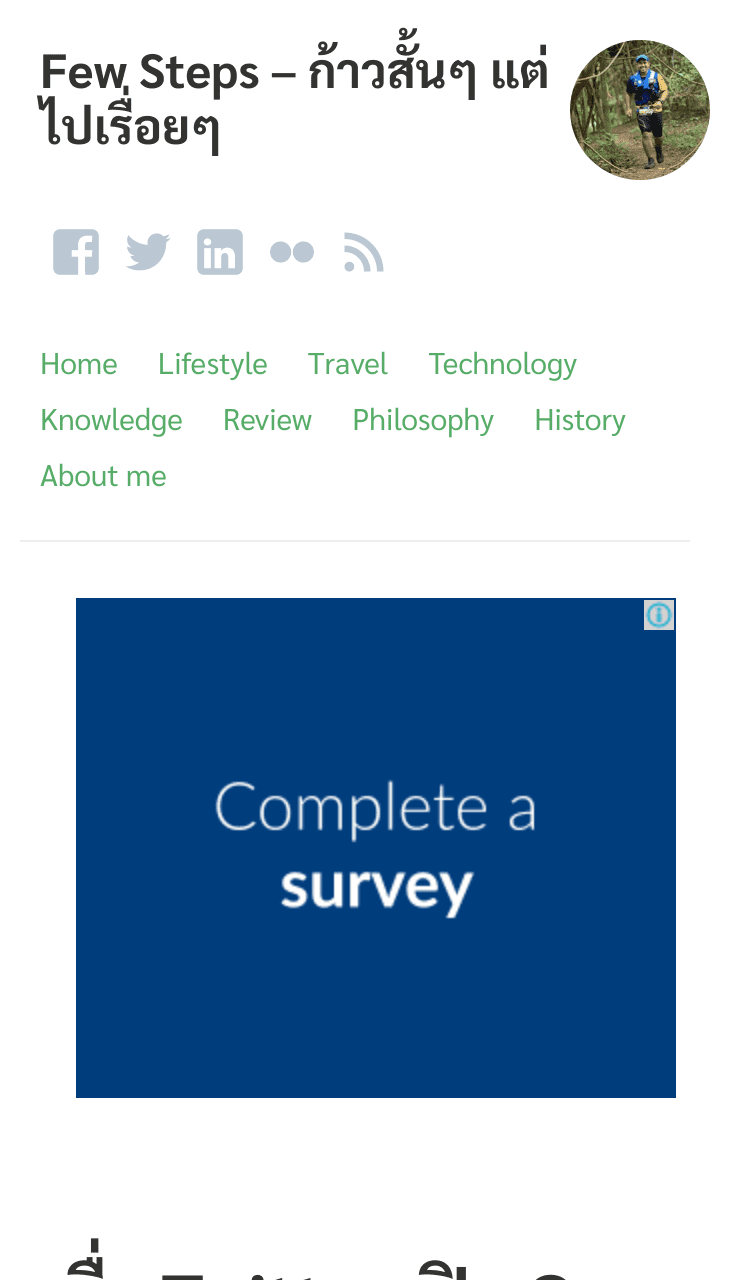 Few Steps – ก้าวสั้นๆ แต่
ไปเรื่อยๆ
Home Lifestyle Travel Technology
Knowledge Review Philosophy History
About me
Complete a
survey